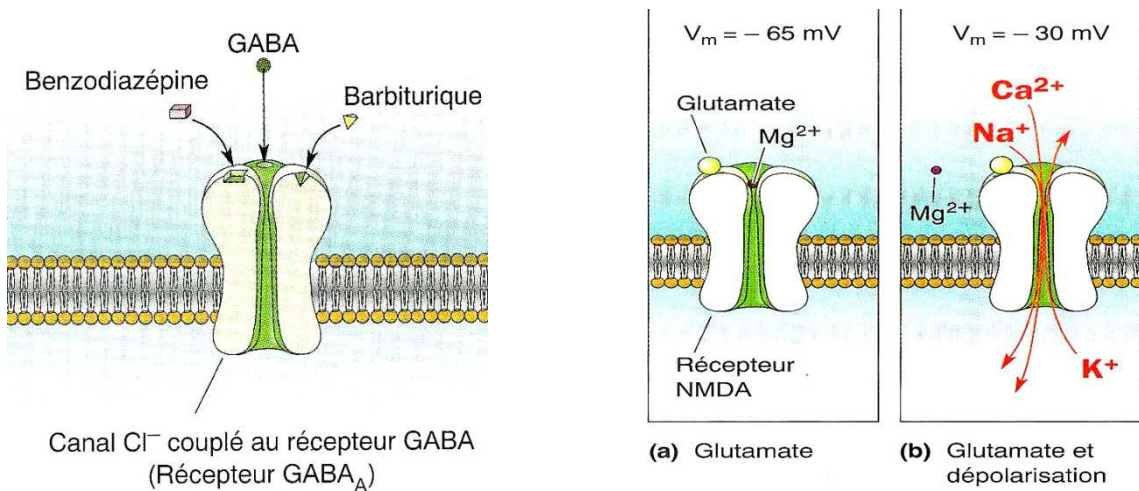 GABA
Benzodiazépine
Barbiturique
Canal Cl⁻ couplé au récepteur GABA
(Récepteur GABA_A)
V_m = – 65 mV
Glutamate
Mg²⁺
Récepteur
NMDA
(a) Glutamate
V_m = – 30 mV
Ca²⁺
Na⁺
Mg²⁺
K⁺
(b) Glutamate et
dépolarisation